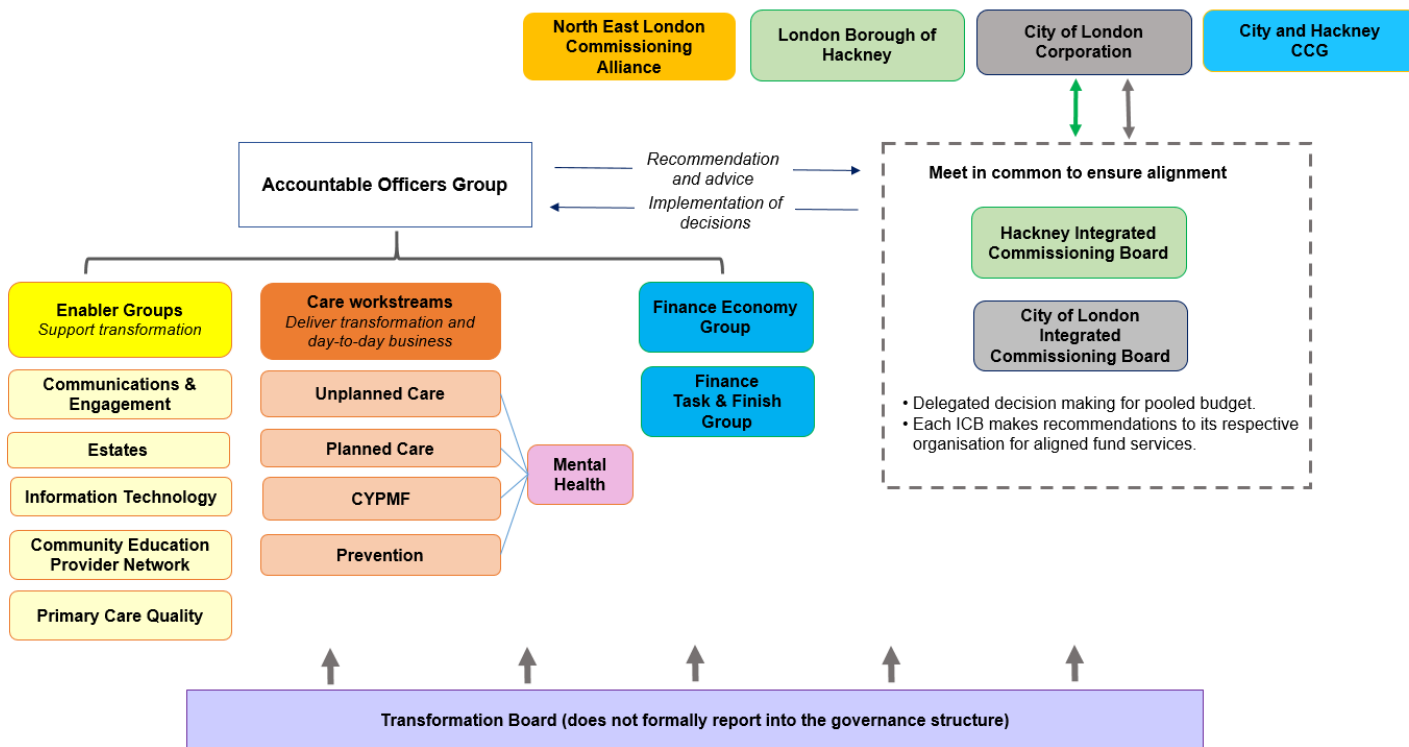 North East London
Commissioning
Alliance
London Borough of
Hackney
City of London
Corporation
City and Hackney
CCG
Accountable Officers Group
Recommendation
and advice
Implementation of
decisions
Meet in common to ensure alignment
Hackney Integrated
Commissioning Board
City of London
Integrated
Commissioning Board
• Delegated decision making for pooled budget.
• Each ICB makes recommendations to its respective
organisation for aligned fund services.
Enabler Groups
Support transformation
Communications &
Engagement
Estates
Information Technology
Community Education
Provider Network
Primary Care Quality
Care workstreams
Deliver transformation and
day-to-day business
Unplanned Care
Planned Care
CYPMF
Prevention
Mental
Health
Finance Economy
Group
Finance
Task & Finish
Group
Transformation Board (does not formally report into the governance structure)